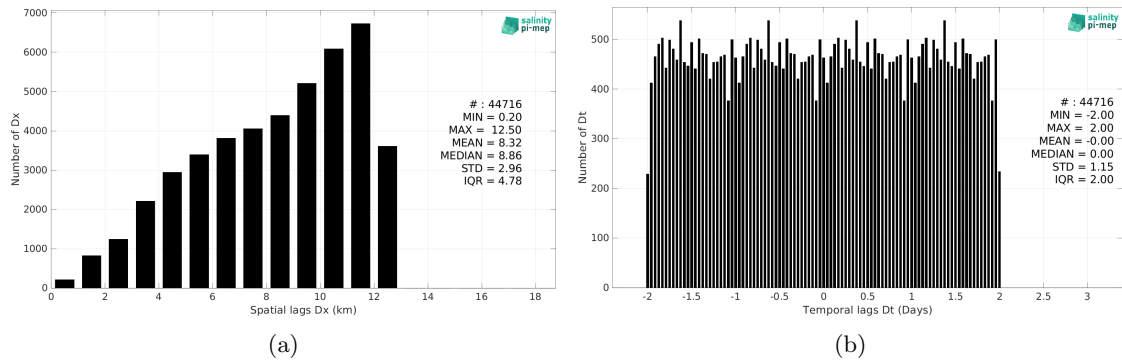 7000
6000
5000
4000
3000
2000
1000
0
Number of Dx
salinity
pi-mep
# : 44716
MIN = 0.20
MAX = 12.50
MEAN = 8.32
MEDIAN = 8.86
STD = 2.96
IQR = 4.78
0 2 4 6 8 10 12 14 16 18
Spatial lags Dx (km)
(a)
500
400
300
200
100
0
Number of Dt
salinity
pi-mep
# : 44716
MIN = -2.00
MAX = 2.00
MEAN = -0.00
MEDIAN = 0.00
STD = 1.15
IQR = 2.00
-2 -1.5 -1 -0.5 0 0.5 1 1.5 2 2.5 3
Temporal lags Dt (Days)
(b)